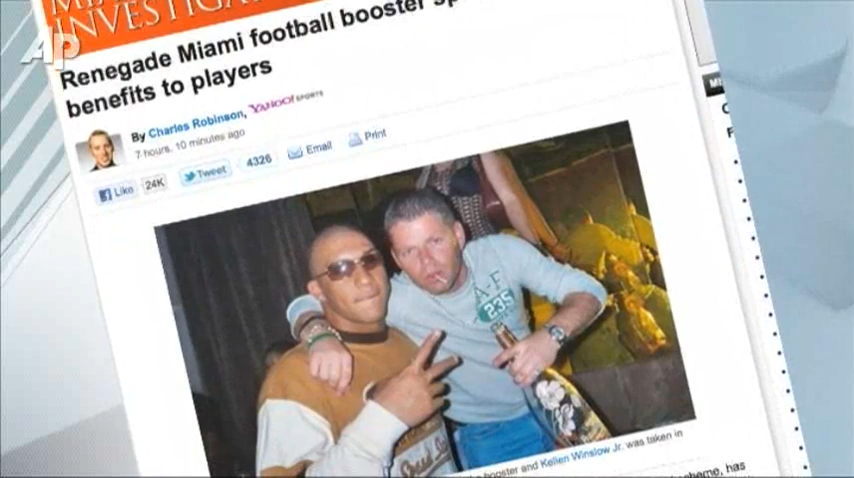 AP
INVESTIGA
Renegade Miami football booster
benefits to players
By Charles Robinson, YAHOO! SPORTS
7 hours, 10 minutes ago
Like 24K Tweet 4326 Email Print
A-F
235
booster and Kellen Winslow Jr. was taken in
has